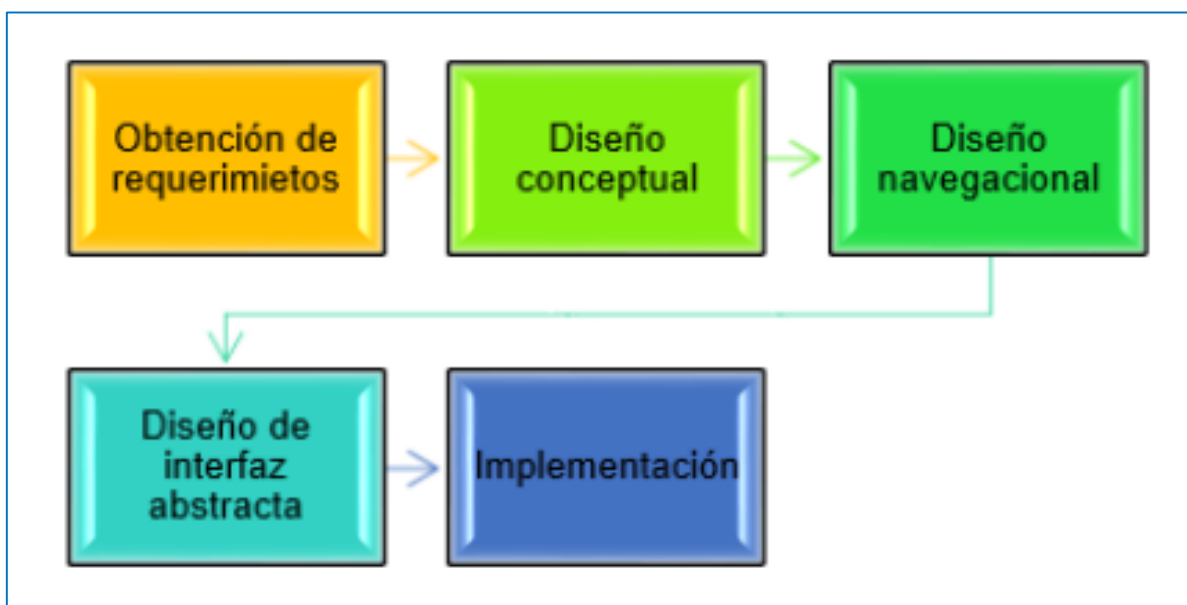 Obtención de
requerimietos
Diseño
conceptual
Diseño
navegacional
Diseño de
interfaz
abstracta
Implementación